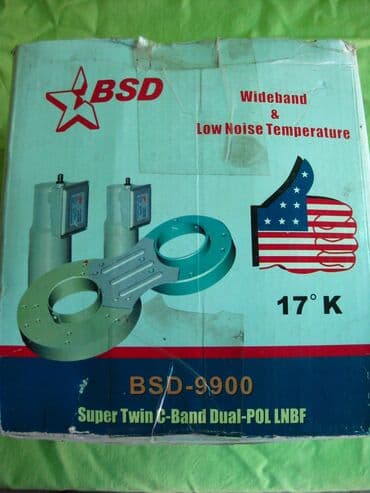 BSD
Wideband
&
Low Noise Temperature
17° K
BSD-9900
Super Twin C-Band Dual-POL LNBF